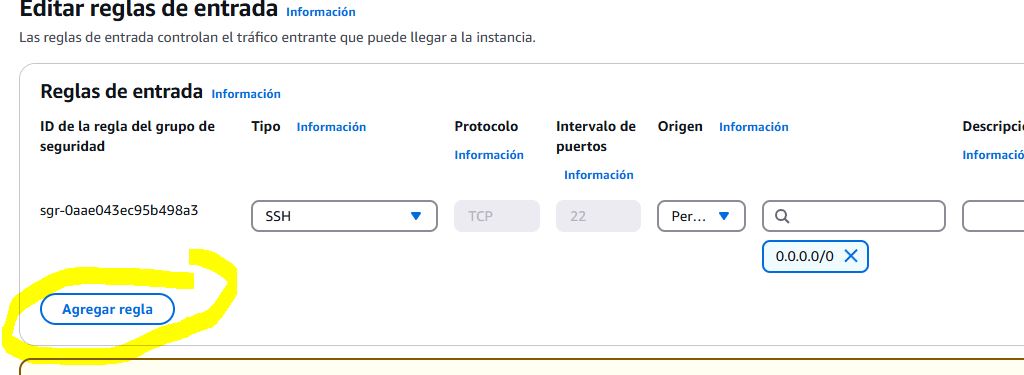 Editar reglas de entrada Información
Las reglas de entrada controlan el tráfico entrante que puede llegar a la instancia.
Reglas de entrada Información
ID de la regla del grupo de seguridad
Tipo Información
Protocolo
Información
Intervalo de puertos
Información
Origen Información
Descripci
Informació
sgr-0aae043ec95b498a3
SSH
TCP
22
Per...
0.0.0.0/0
Agregar regla